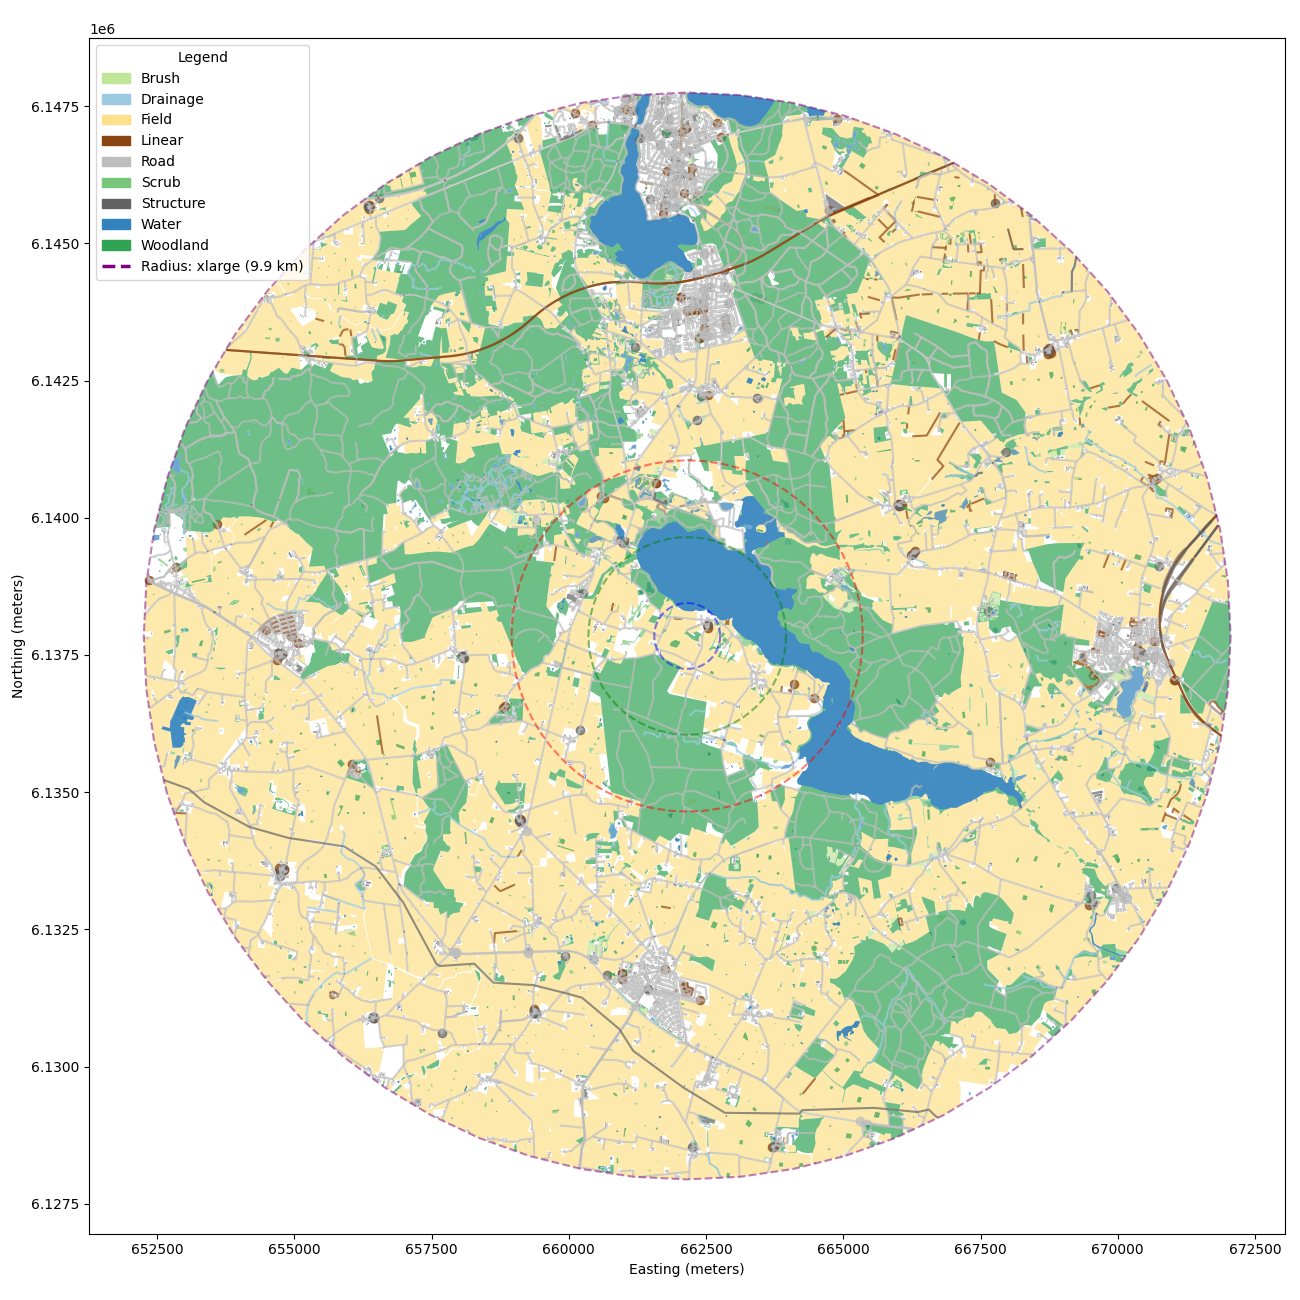 1e6
Legend
Brush
Drainage
Field
Linear
Road
Scrub
Structure
Water
Woodland
Radius: xlarge (9.9 km)
6.1475
6.1450
6.1425
6.1400
6.1375
6.1350
6.1325
6.1300
6.1275
Northing (meters)
652500 655000 657500 660000 662500 665000 667500 670000 672500
Easting (meters)